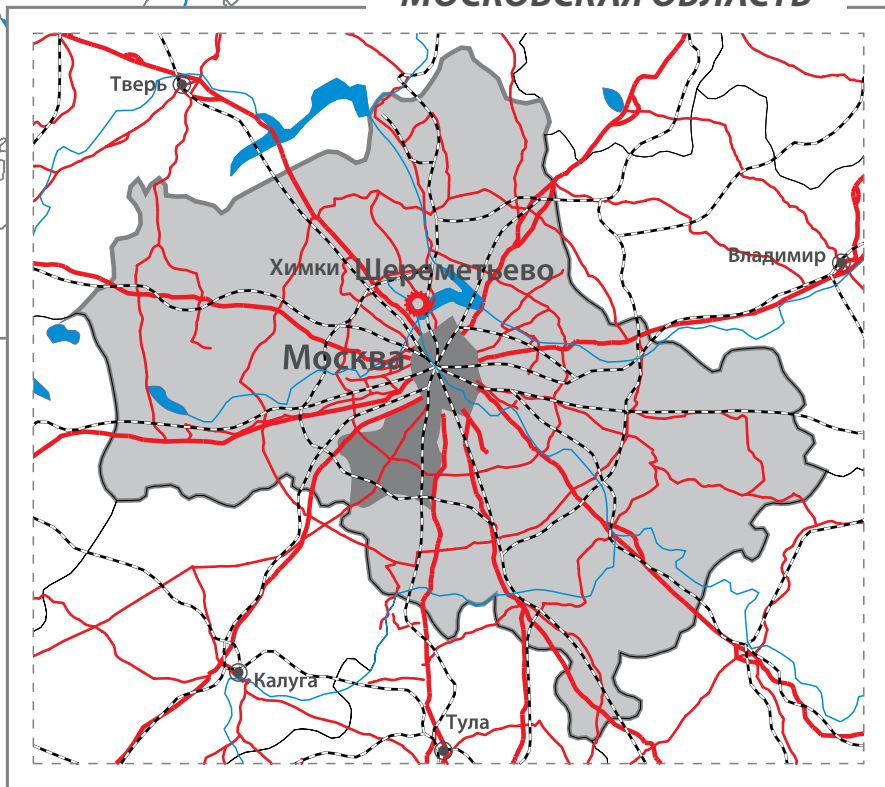 МОСКОВСКАЯ ОБЛАСТЬ
Тверь
Химки
Шереметьево
Владимир
Москва
Калуга
Тула